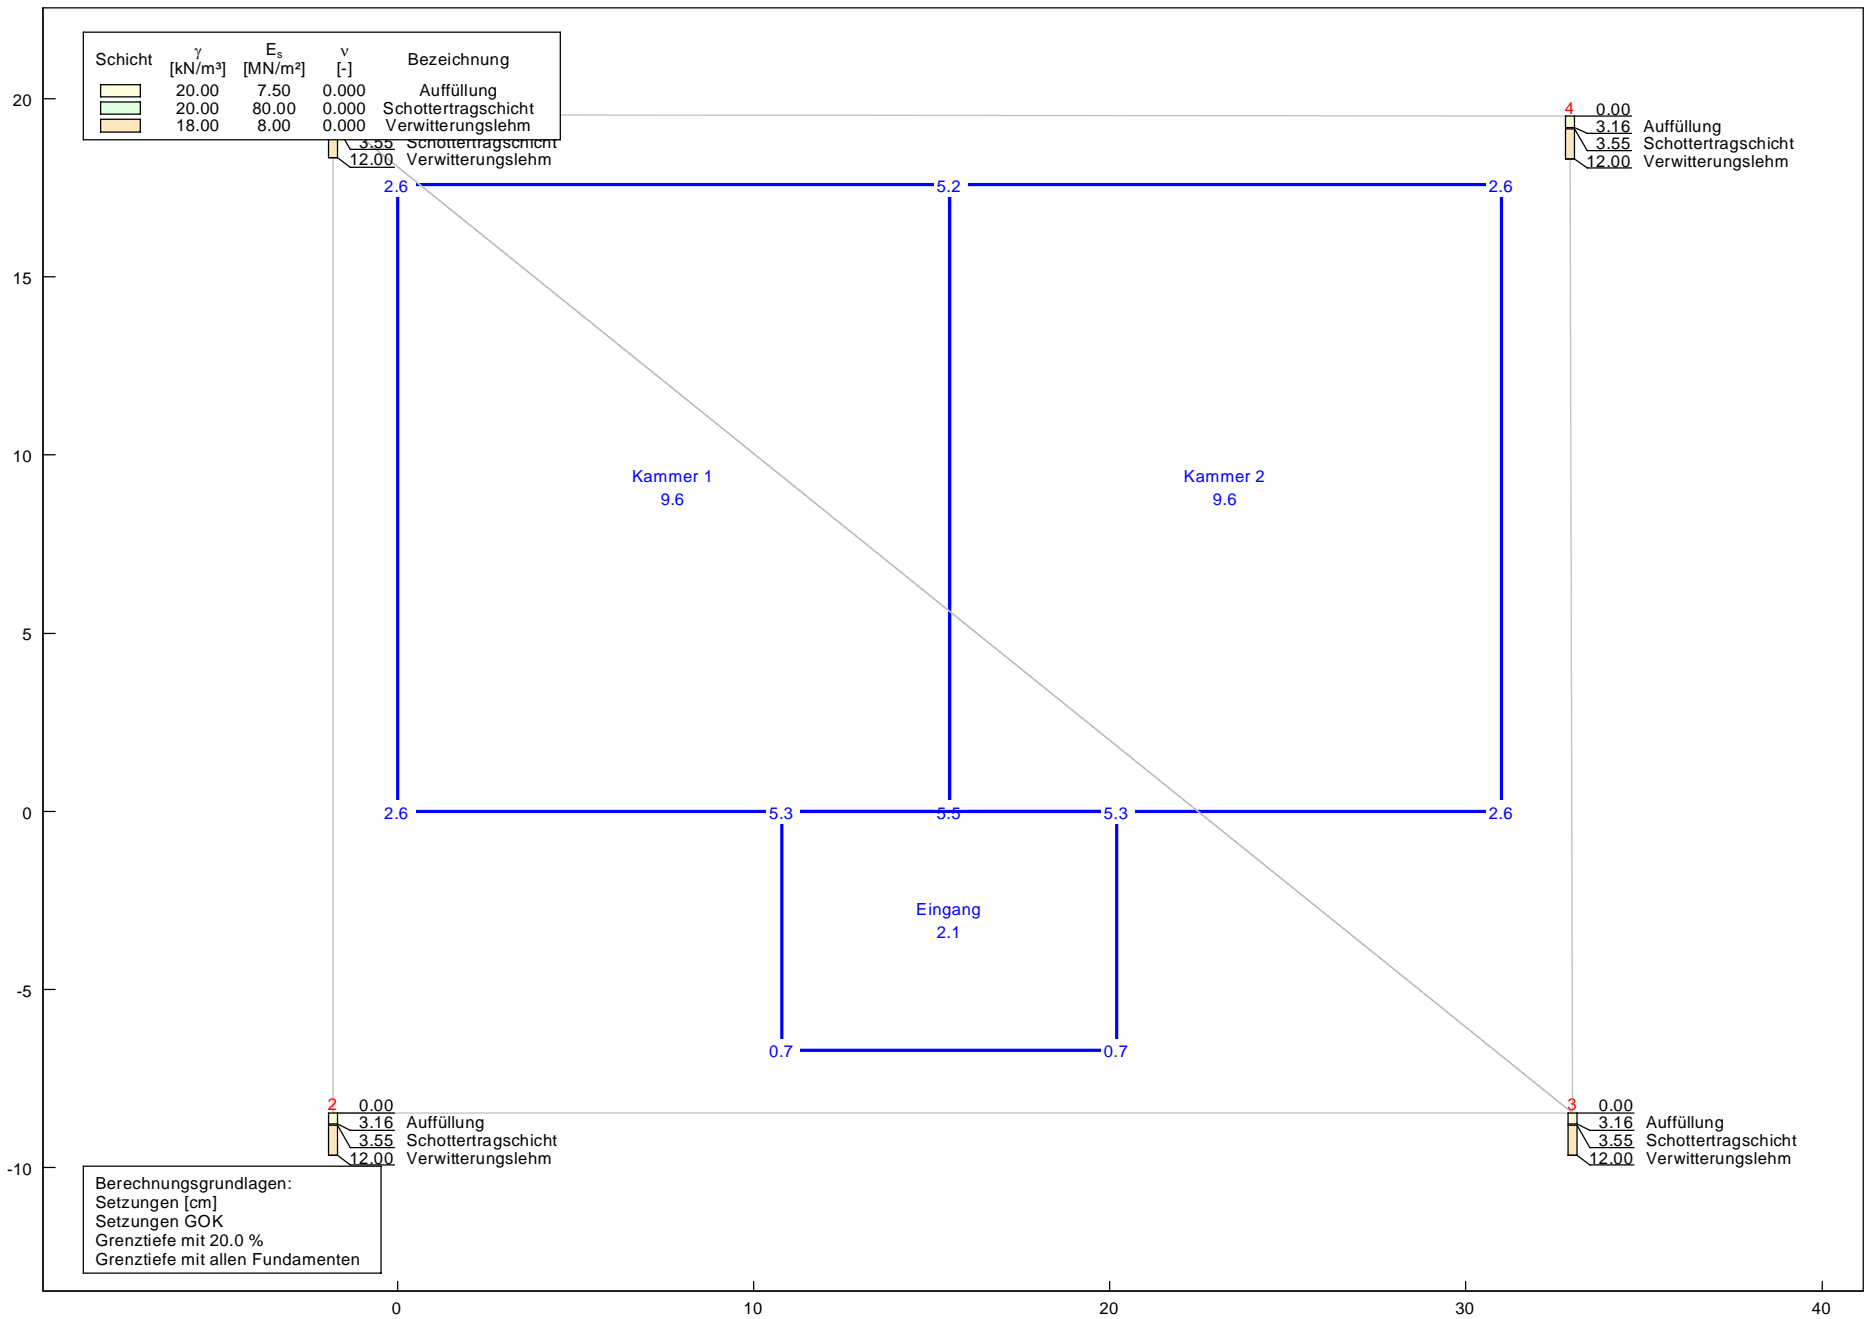 Schicht γ [kN/m³] Eₛ [MN/m²] ν [-] Bezeichnung
20.00 7.50 0.000 Auffüllung
20.00 80.00 0.000 Schottertragschicht
18.00 8.00 0.000 Verwitterungslehm
3.55 Schottertragschicht
12.00 Verwitterungslehm
4 0.00
3.16 Auffüllung
3.55 Schottertragschicht
12.00 Verwitterungslehm
20
15
10
5
0
-5
-10
2.6 5.2 2.6
Kammer 1
9.6
Kammer 2
9.6
2.6 5.3 5.5 5.3 2.6
Eingang
2.1
0.7 0.7
2 0.00
3.16 Auffüllung
3.55 Schottertragschicht
12.00 Verwitterungslehm
3 0.00
3.16 Auffüllung
3.55 Schottertragschicht
12.00 Verwitterungslehm
Berechnungsgrundlagen:
Setzungen [cm]
Setzungen GOK
Grenztiefe mit 20.0 %
Grenztiefe mit allen Fundamenten
0 10 20 30 40